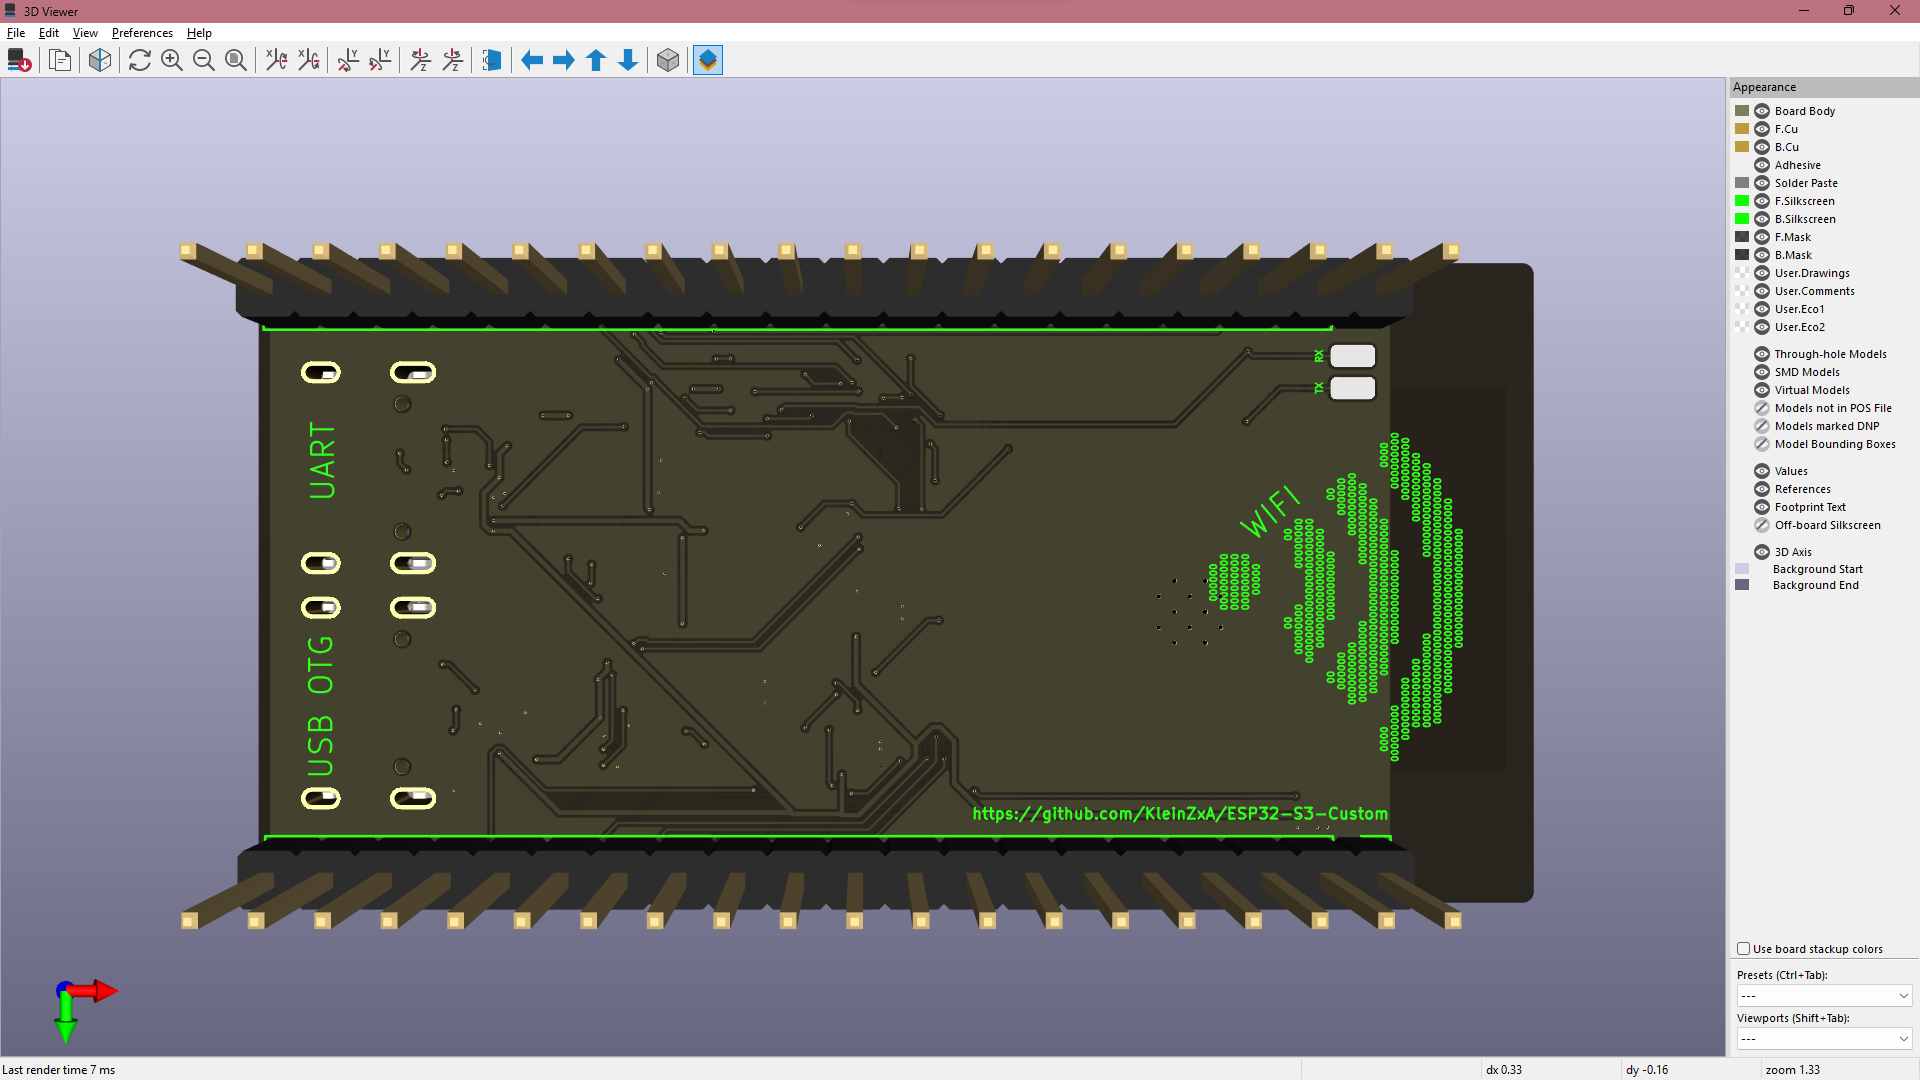 3D Viewer
File Edit View Preferences Help
Appearance
Board Body
F.Cu
B.Cu
Adhesive
Solder Paste
F.Silkscreen
B.Silkscreen
F.Mask
B.Mask
User.Drawings
User.Comments
User.Eco1
User.Eco2
Through-hole Models
SMD Models
Virtual Models
Models not in POS File
Models marked DNP
Model Bounding Boxes
Values
References
Footprint Text
Off-board Silkscreen
3D Axis
Background Start
Background End
Use board stackup colors
Presets (Ctrl+Tab):
---
Viewports (Shift+Tab):
---
RX
TX
UART
WIFI
USB OTG
https://github.com/KleinZxA/ESP32-S3-Custom
Last render time 7 ms
dx 0.33
dy -0.16
zoom 1.33